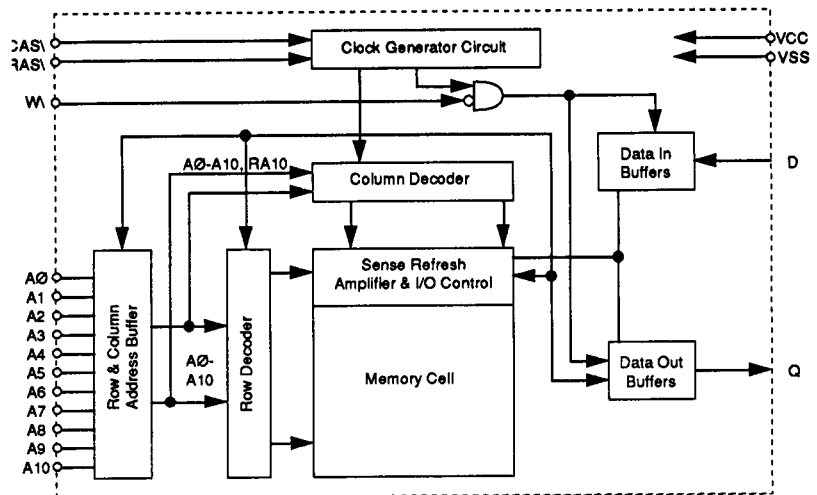 CAS\
RAS\
W\
Clock Generator Circuit
VCC
VSS
Data In
Buffers
D
AØ-A10, RA10
Column Decoder
Sense Refresh
Amplifier & I/O Control
AØ
A1
A2
A3
A4
A5
A6
A7
A8
A9
A10
Row & Column
Address Buffer
AØ-
A10
Row Decoder
Memory Cell
Data Out
Buffers
Q